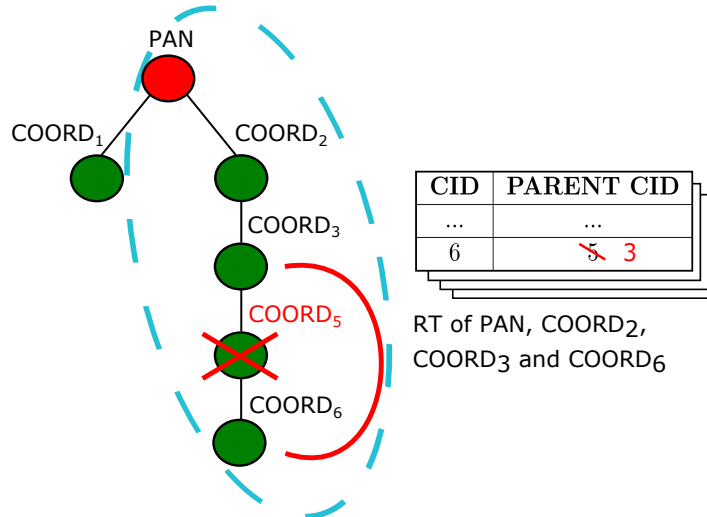 PAN
COORD₁
COORD₂
COORD₃
COORD₅
COORD₆
CID PARENT CID
... ...
6 5 3
RT of PAN, COORD₂,
COORD₃ and COORD₆